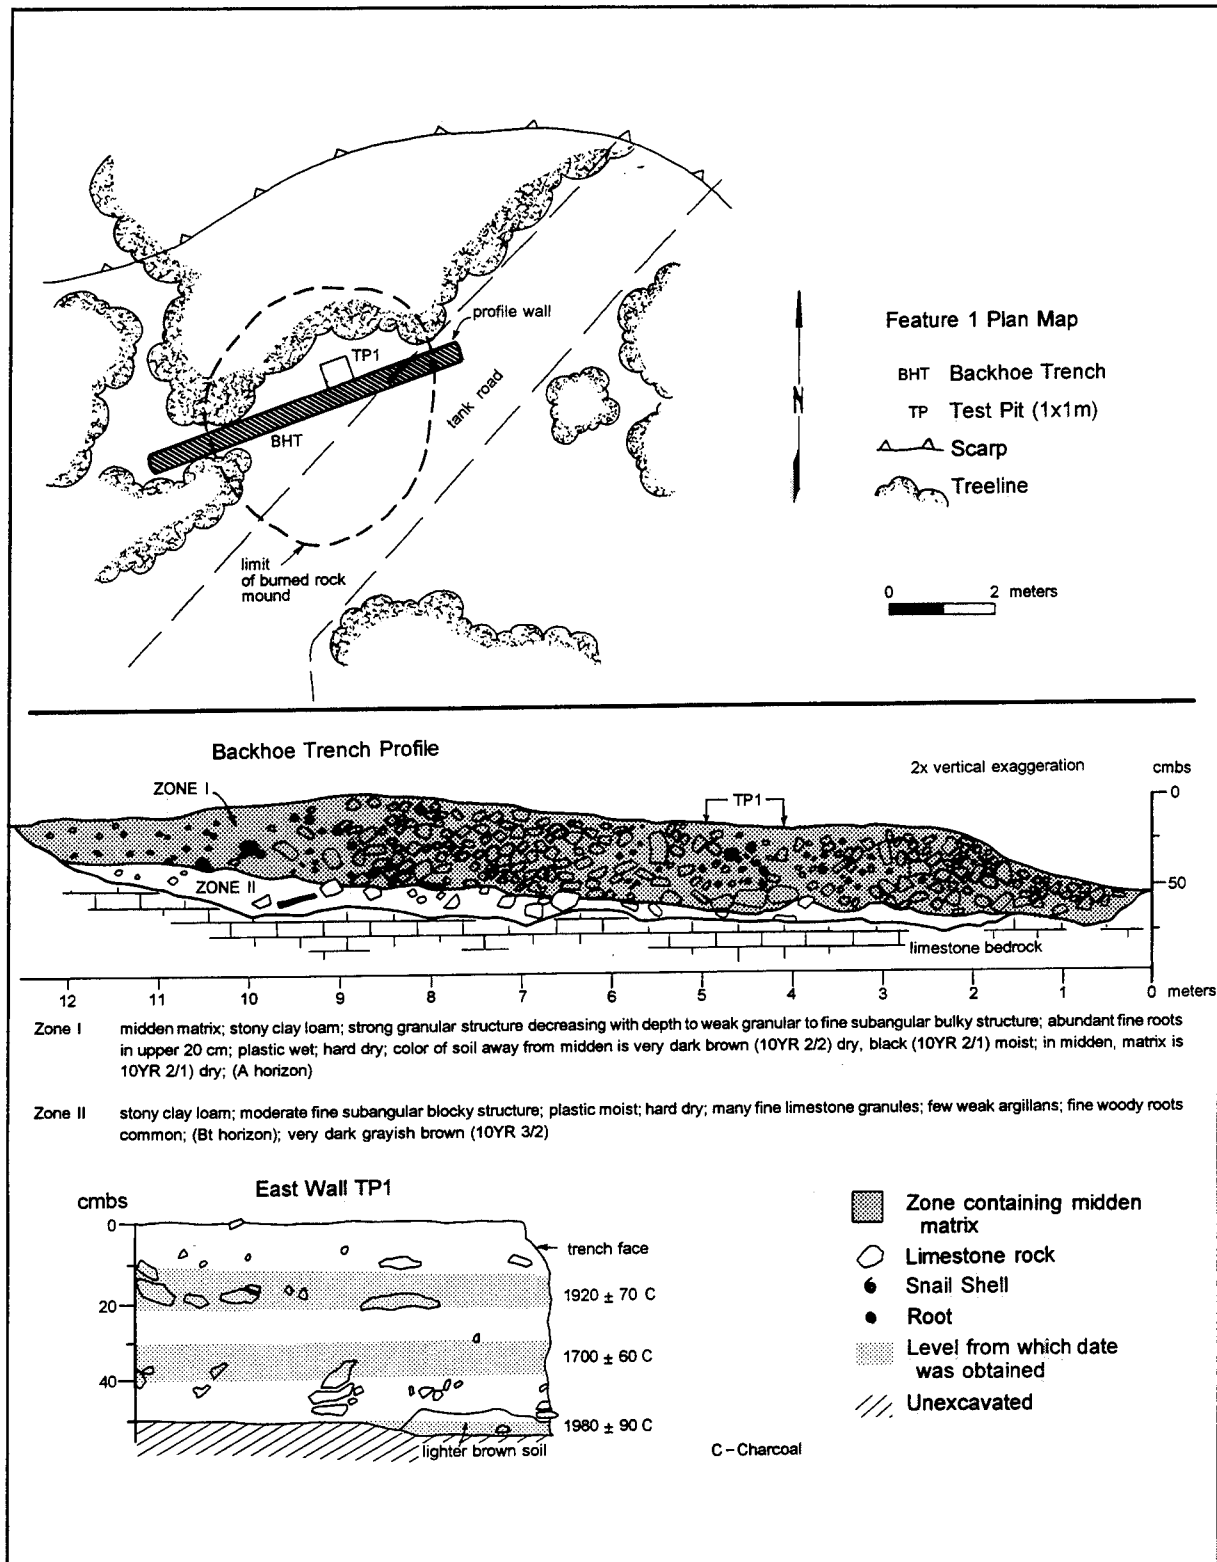 profile wall
TP1
BHT
tank road
limit
of burned rock
mound
N
Feature 1 Plan Map
BHT Backhoe Trench
TP Test Pit (1x1m)
Scarp
Treeline
0 2 meters
Backhoe Trench Profile
2x vertical exaggeration
cmbs
ZONE I
TP1
0
ZONE II
50
limestone bedrock
12 11 10 9 8 7 6 5 4 3 2 1 0 meters
Zone I midden matrix; stony clay loam; strong granular structure decreasing with depth to weak granular to fine subangular bulky structure; abundant fine roots
in upper 20 cm; plastic wet; hard dry; color of soil away from midden is very dark brown (10YR 2/2) dry, black (10YR 2/1) moist; in midden, matrix is
10YR 2/1) dry; (A horizon)
Zone II stony clay loam; moderate fine subangular blocky structure; plastic moist; hard dry; many fine limestone granules; few weak argillans; fine woody roots
common; (Bt horizon); very dark grayish brown (10YR 3/2)
East Wall TP1
cmbs
0
trench face
1920 ± 70 C
20
1700 ± 60 C
40
1980 ± 90 C
lighter brown soil
Zone containing midden
matrix
Limestone rock
Snail Shell
Root
Level from which date
was obtained
Unexcavated
C – Charcoal